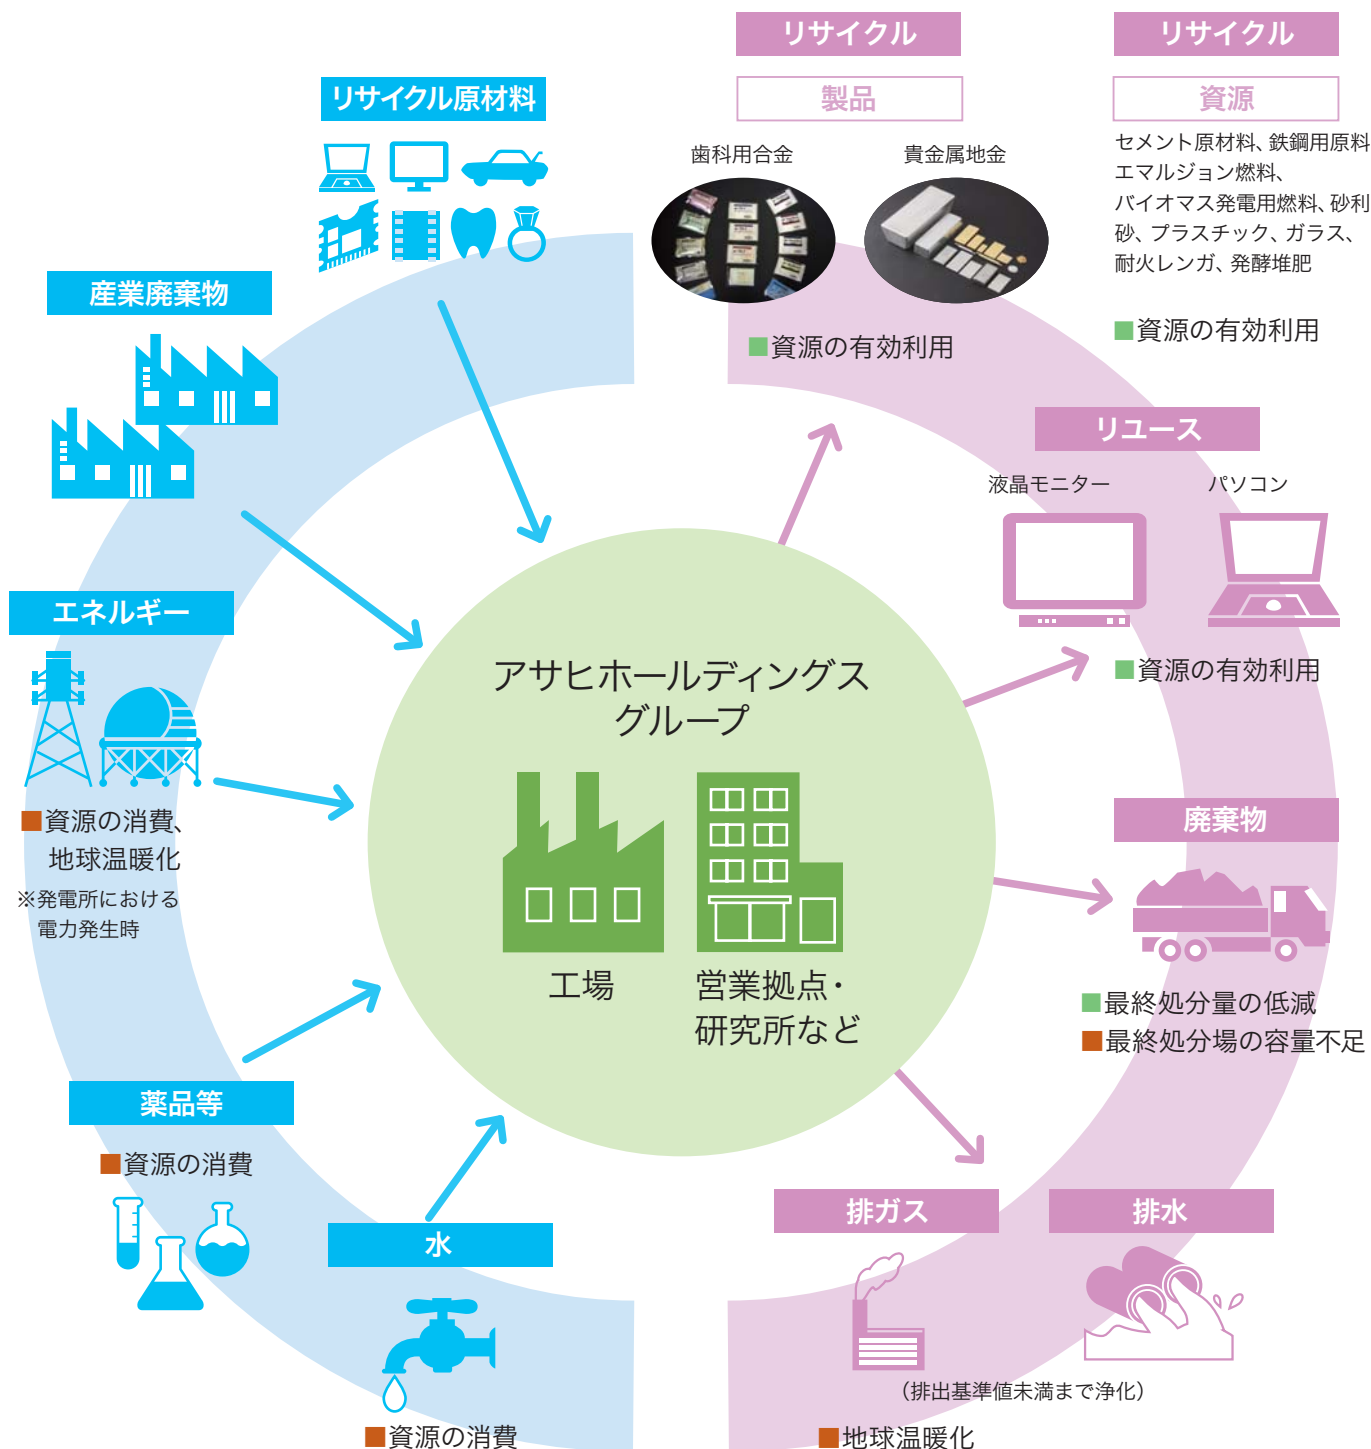 リサイクル原材料
産業廃棄物
エネルギー
■資源の消費、
地球温暖化
※発電所における
電力発生時
薬品等
■資源の消費
水
■資源の消費
アサヒホールディングス
グループ
工場
営業拠点・
研究所など
リサイクル
製品
歯科用合金
貴金属地金
■資源の有効利用
リサイクル
資源
セメント原材料、鉄鋼用原料
エマルジョン燃料、
バイオマス発電用燃料、砂利
砂、プラスチック、ガラス、
耐火レンガ、発酵堆肥
■資源の有効利用
リユース
液晶モニター
パソコン
■資源の有効利用
廃棄物
■最終処分量の低減
■最終処分場の容量不足
排ガス
排水
（排出基準値未満まで浄化）
■地球温暖化